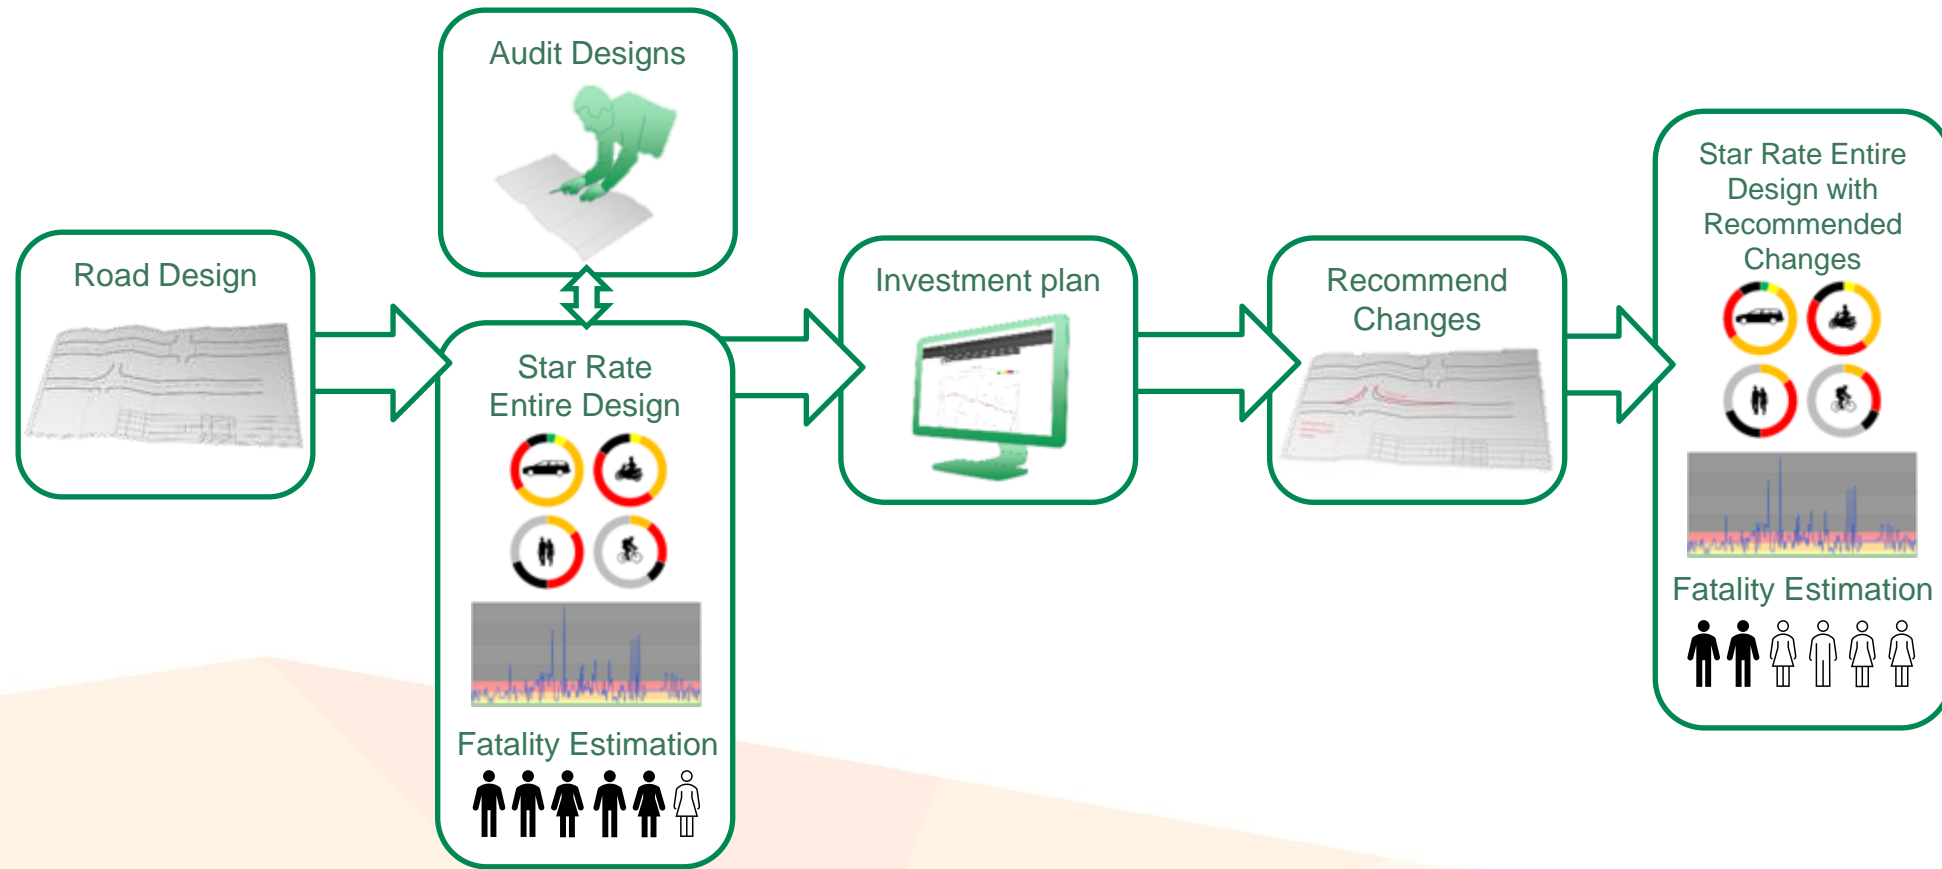 Audit Designs
Road Design
Star Rate
Entire Design
Fatality Estimation
Investment plan
Recommend
Changes
Star Rate Entire
Design with
Recommended
Changes
Fatality Estimation